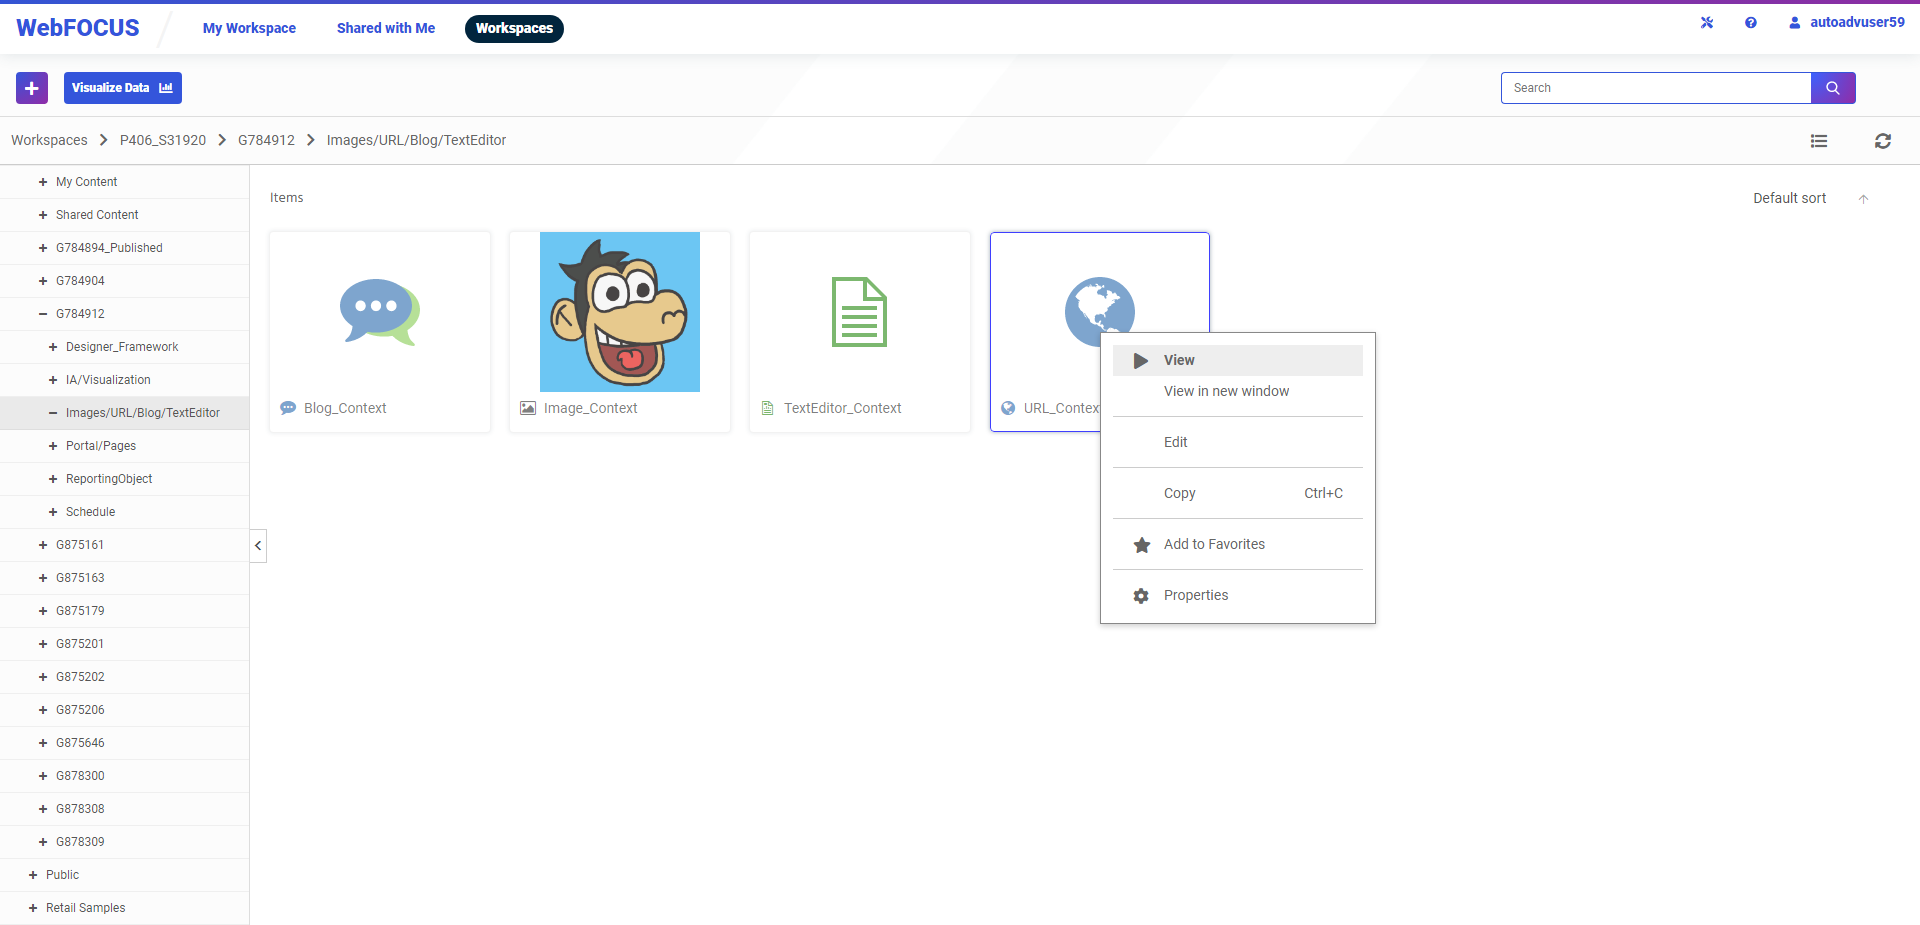 WebFOCUS
My Workspace
Shared with Me
Workspaces
autoadvuser59
Visualize Data
Search
Workspaces
P406_S31920
G784912
Images/URL/Blog/TextEditor
My Content
Shared Content
G784894_Published
G784904
G784912
Designer_Framework
IA/Visualization
Images/URL/Blog/TextEditor
Portal/Pages
ReportingObject
Schedule
G875161
G875163
G875179
G875201
G875202
G875206
G875646
G878300
G878308
G878309
Public
Retail Samples
Items
Default sort
Blog_Context
Image_Context
TextEditor_Context
URL_Contex
View
View in new window
Edit
Copy Ctrl+C
Add to Favorites
Properties